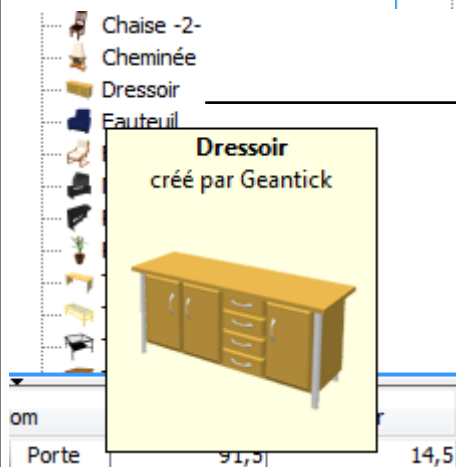 Chaise -2-
Cheminée
Dressoir
Fauteuil
Dressoir
créé par Geantick
om
r
Porte 91,5 14,5